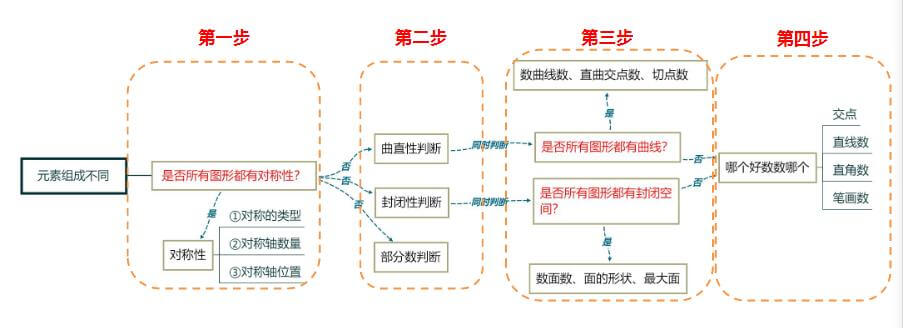 第一步
第二步
第三步
第四步
元素组成不同
是否所有图形都有对称性？
是
对称性
①对称的类型
②对称轴数量
③对称轴位置
否
否
否
曲直性判断
封闭性判断
部分数判断
同时判断
同时判断
数曲线数、直曲交点数、切点数
是
是否所有图形都有曲线？
是否所有图形都有封闭空
间？
是
数面数、面的形状、最大面
否
否
哪个好数数哪个
交点
直线数
直角数
笔画数